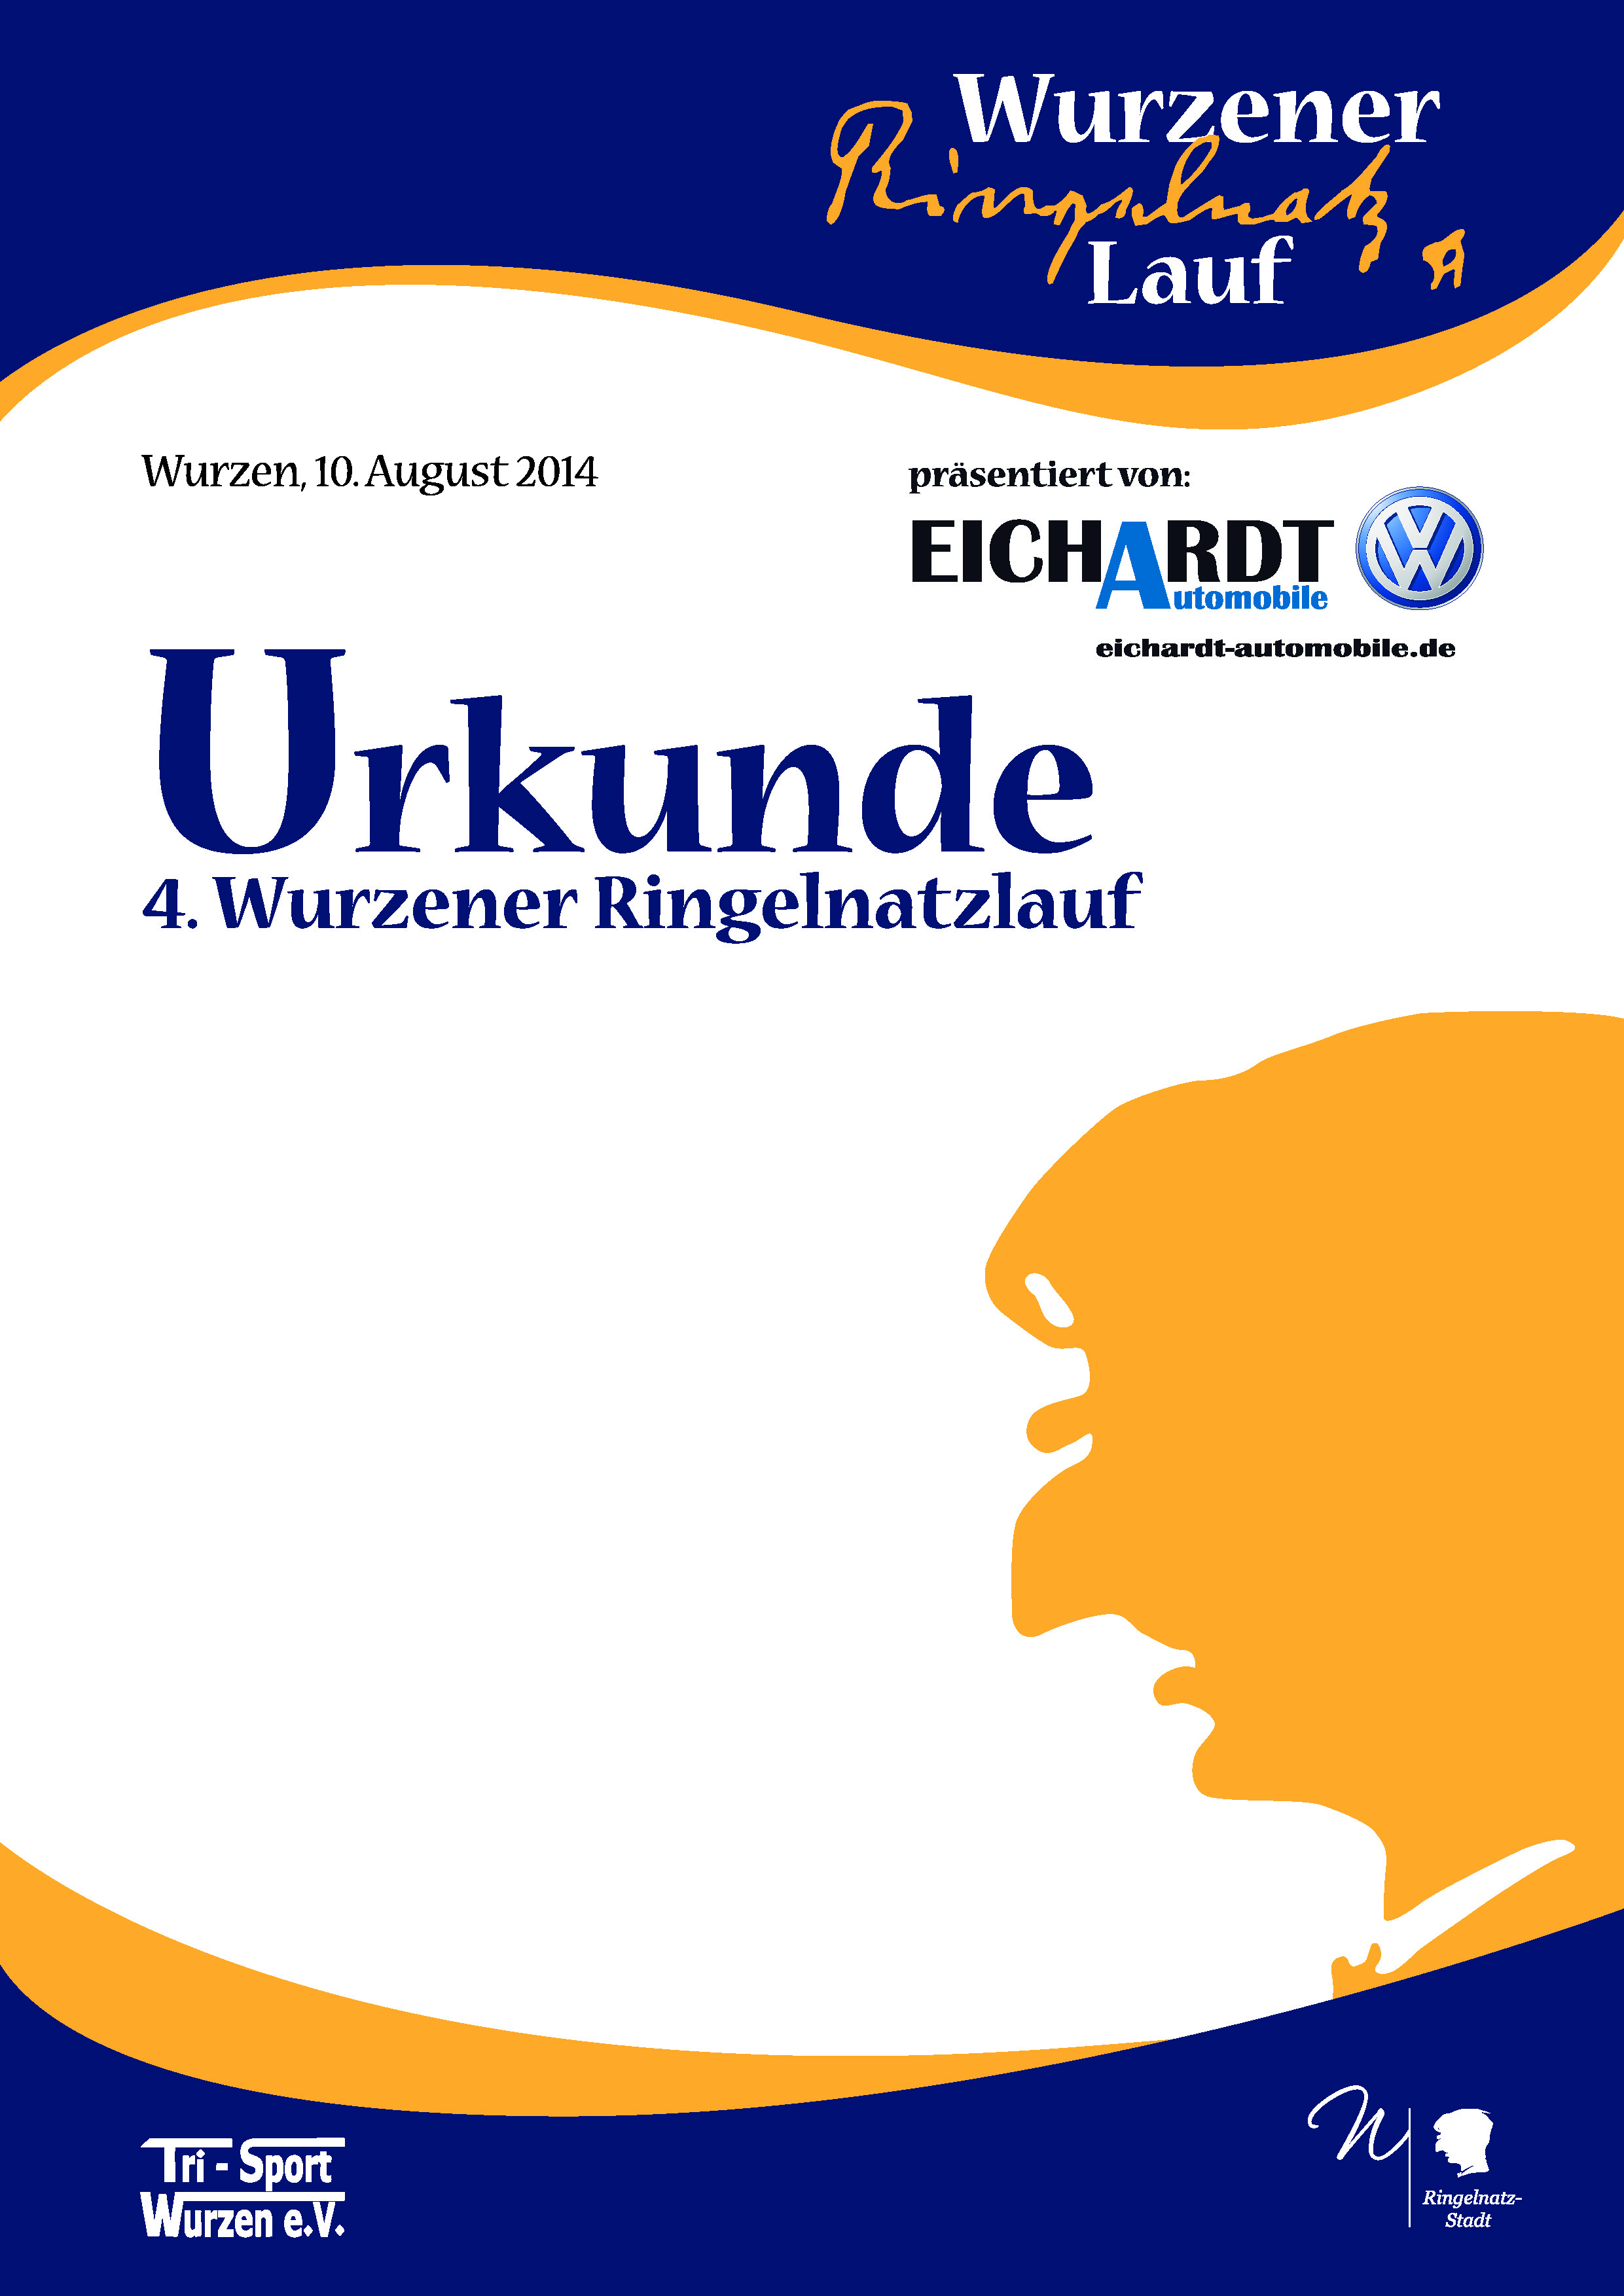 Wurzener
Ringelnatz
Lauf
Wurzen, 10. August 2014
präsentiert von:
EICHARDT
Automobile
eichardt-automobile.de
Urkunde
4. Wurzener Ringelnatzlauf
Tri - Sport
Wurzen e.V.
Ringelnatz-
Stadt